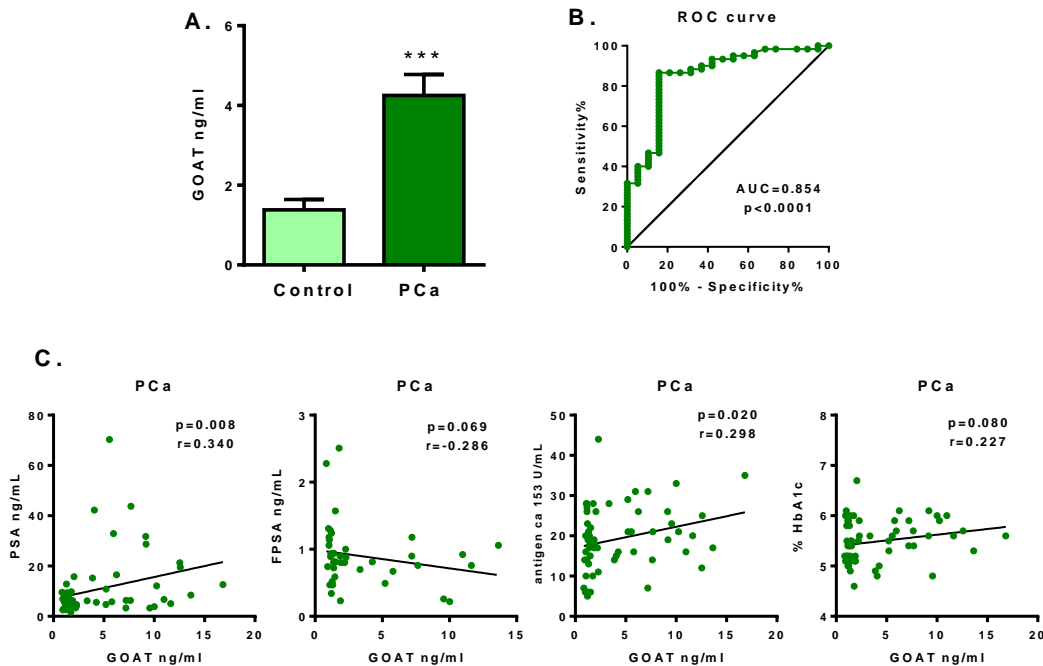 A.
GOAT ng/ml
6
4
2
0
***
Control
PCa
B.
ROC curve
Sensitivity%
100
80
60
40
20
0
AUC=0.854
p<0.0001
0 20 40 60 80 100
100% - Specificity%
C.
PCa
PSA ng/mL
80
60
40
20
0
p=0.008
r=0.340
0 5 10 15 20
GOAT ng/ml
PCa
FPSA ng/mL
3
2
1
0
p=0.069
r=-0.286
0 5 10 15
GOAT ng/ml
PCa
antigen ca 153 U/mL
50
40
30
20
10
0
p=0.020
r=0.298
0 5 10 15 20
GOAT ng/ml
PCa
% HbA1c
8
7
6
5
4
p=0.080
r=0.227
0 5 10 15 20
GOAT ng/ml